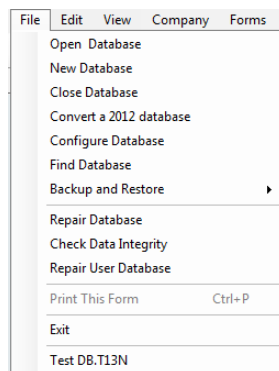 File Edit View Company Forms
Open Database
New Database
Close Database
Convert a 2012 database
Configure Database
Find Database
Backup and Restore
Repair Database
Check Data Integrity
Repair User Database
Print This Form Ctrl+P
Exit
Test DB.T13N